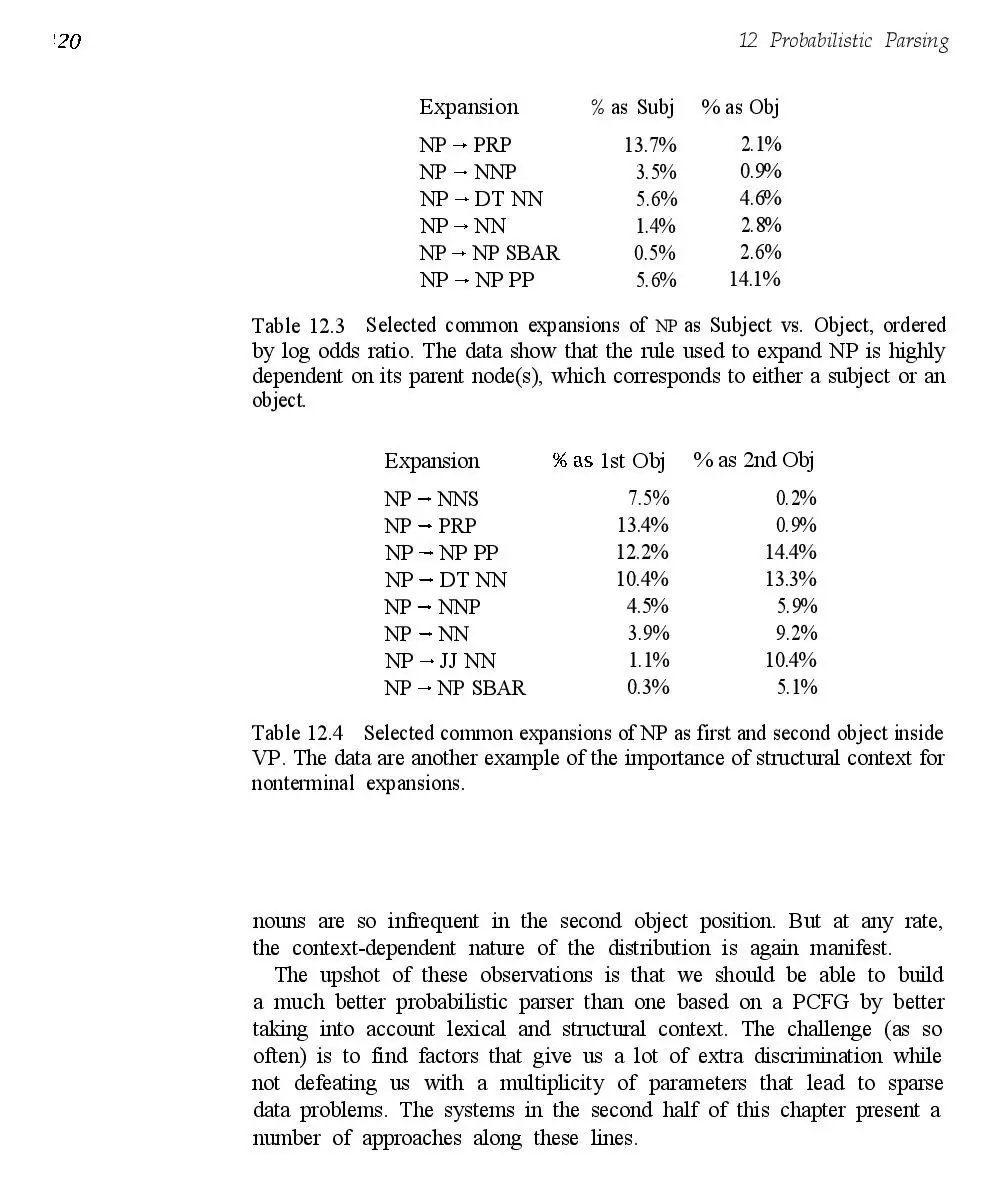 20 12 Probabilistic Parsing
Expansion % as Subj % as Obj
NP → PRP 13.7% 2.1%
NP → NNP 3.5% 0.9%
NP → DT NN 5.6% 4.6%
NP → NN 1.4% 2.8%
NP → NP SBAR 0.5% 2.6%
NP → NP PP 5.6% 14.1%
Table 12.3 Selected common expansions of NP as Subject vs. Object, ordered
by log odds ratio. The data show that the rule used to expand NP is highly
dependent on its parent node(s), which corresponds to either a subject or an
object.
Expansion % as 1st Obj % as 2nd Obj
NP → NNS 7.5% 0.2%
NP → PRP 13.4% 0.9%
NP → NP PP 12.2% 14.4%
NP → DT NN 10.4% 13.3%
NP → NNP 4.5% 5.9%
NP → NN 3.9% 9.2%
NP → JJ NN 1.1% 10.4%
NP → NP SBAR 0.3% 5.1%
Table 12.4 Selected common expansions of NP as first and second object inside
VP. The data are another example of the importance of structural context for
nonterminal expansions.
nouns are so infrequent in the second object position. But at any rate,
the context-dependent nature of the distribution is again manifest.
The upshot of these observations is that we should be able to build
a much better probabilistic parser than one based on a PCFG by better
taking into account lexical and structural context. The challenge (as so
often) is to find factors that give us a lot of extra discrimination while
not defeating us with a multiplicity of parameters that lead to sparse
data problems. The systems in the second half of this chapter present a
number of approaches along these lines.